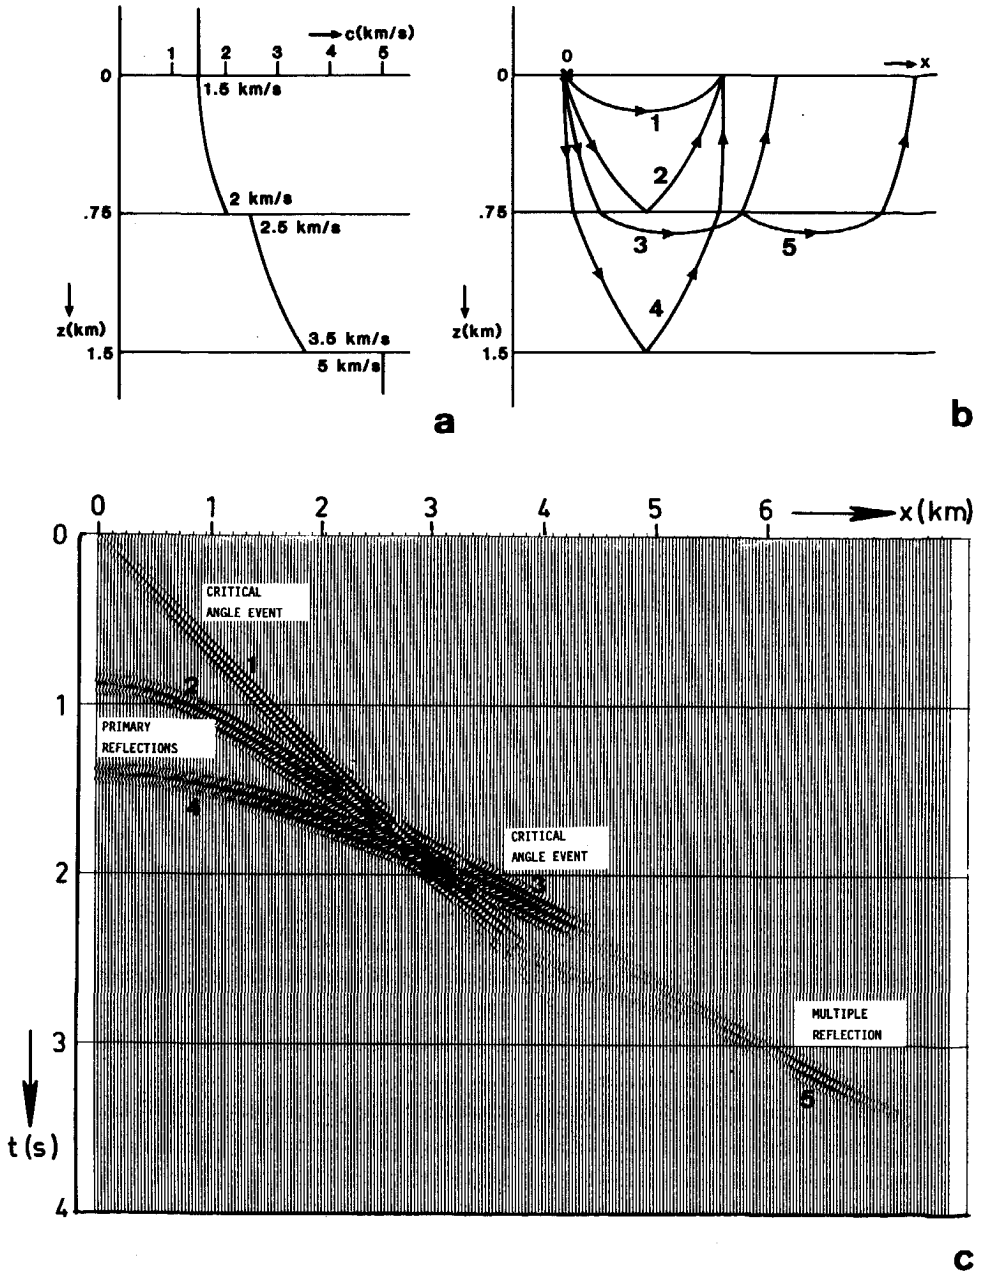 c(km/s)
1 2 3 4 5
0
1.5 km/s
2 km/s
.75
2.5 km/s
z(km)
3.5 km/s
1.5
5 km/s
a
0
x
0
1
2
.75
3
5
4
z(km)
1.5
b
0 1 2 3 4 5 6 x(km)
0
CRITICAL
ANGLE EVENT
1
2
1
PRIMARY
REFLECTIONS
4
CRITICAL
ANGLE EVENT
2
3
MULTIPLE
REFLECTION
3
5
t(s)
4
c